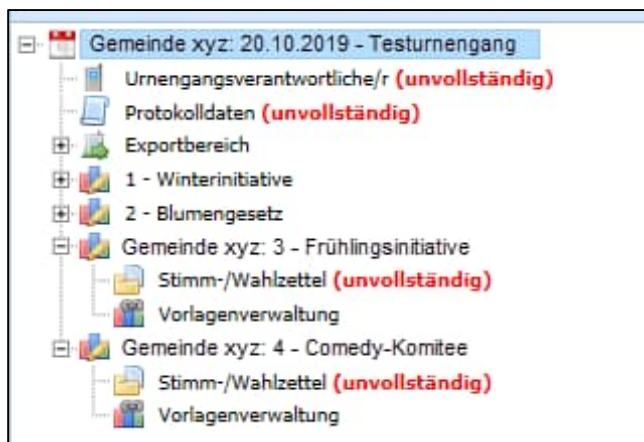 Gemeinde xyz: 20.10.2019 - Testurnengang
Urnengangsverantwortliche/r (unvollständig)
Protokolldaten (unvollständig)
Exportbereich
1 - Winterinitiative
2 - Blumengesetz
Gemeinde xyz: 3 - Frühlingsinitiative
Stimm-/Wahlzettel (unvollständig)
Vorlagenverwaltung
Gemeinde xyz: 4 - Comedy-Komitee
Stimm-/Wahlzettel (unvollständig)
Vorlagenverwaltung